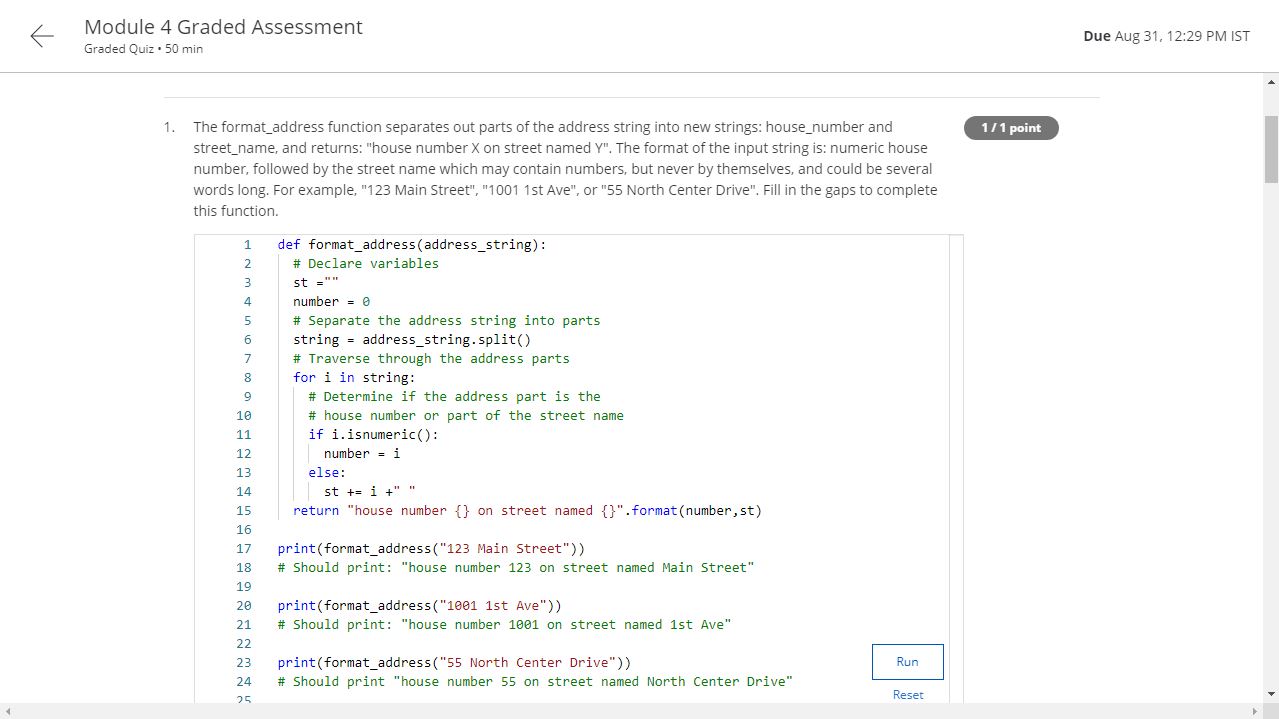 Module 4 Graded Assessment
Graded Quiz • 50 min
Due Aug 31, 12:29 PM IST
1. The format_address function separates out parts of the address string into new strings: house_number and
street_name, and returns: "house number X on street named Y". The format of the input string is: numeric house
number, followed by the street name which may contain numbers, but never by themselves, and could be several
words long. For example, "123 Main Street", "1001 1st Ave", or "55 North Center Drive". Fill in the gaps to complete
this function.
1 / 1 point
1 def format_address(address_string):
2 # Declare variables
3 st =""
4 number = 0
5 # Separate the address string into parts
6 string = address_string.split()
7 # Traverse through the address parts
8 for i in string:
9 # Determine if the address part is the
10 # house number or part of the street name
11 if i.isnumeric():
12 number = i
13 else:
14 st += i +" "
15 return "house number {} on street named {}".format(number,st)
16
17 print(format_address("123 Main Street"))
18 # Should print: "house number 123 on street named Main Street"
19
20 print(format_address("1001 1st Ave"))
21 # Should print: "house number 1001 on street named 1st Ave"
22
23 print(format_address("55 North Center Drive"))
24 # Should print "house number 55 on street named North Center Drive"
25
Run
Reset